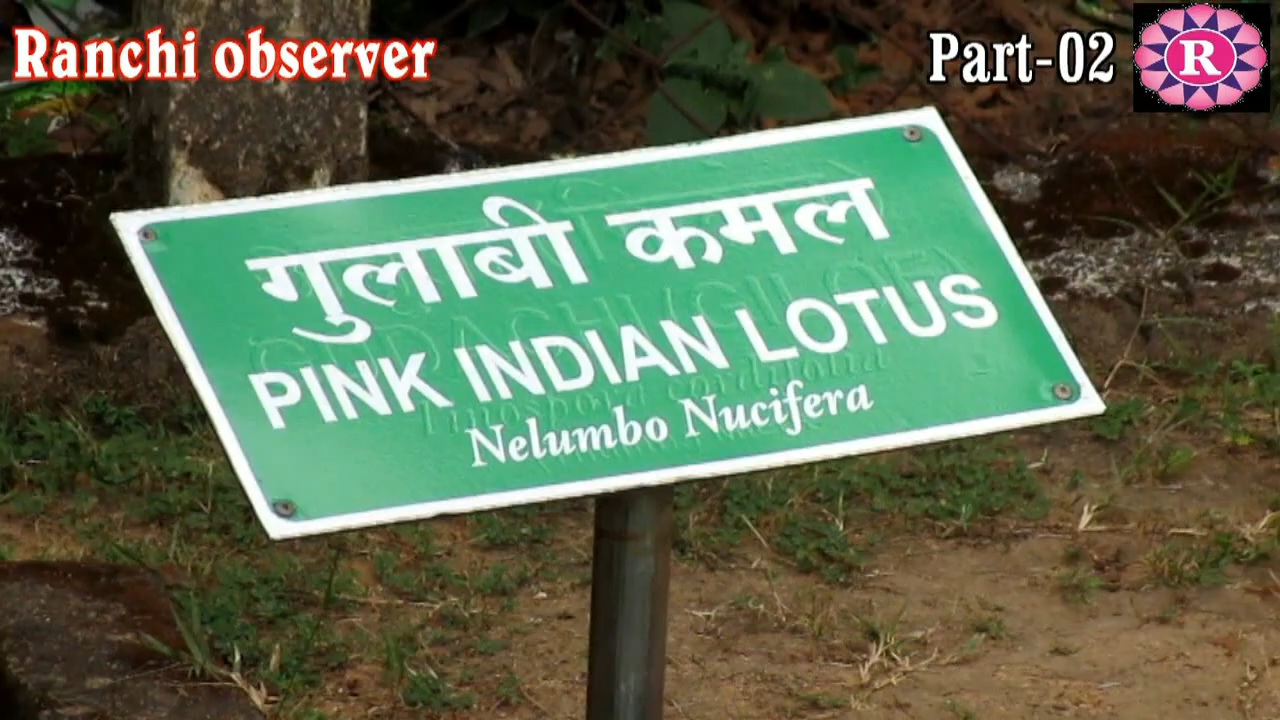 Ranchi observer
Part-02
R
गुलाबी कमल
PINK INDIAN LOTUS
Nelumbo Nucifera